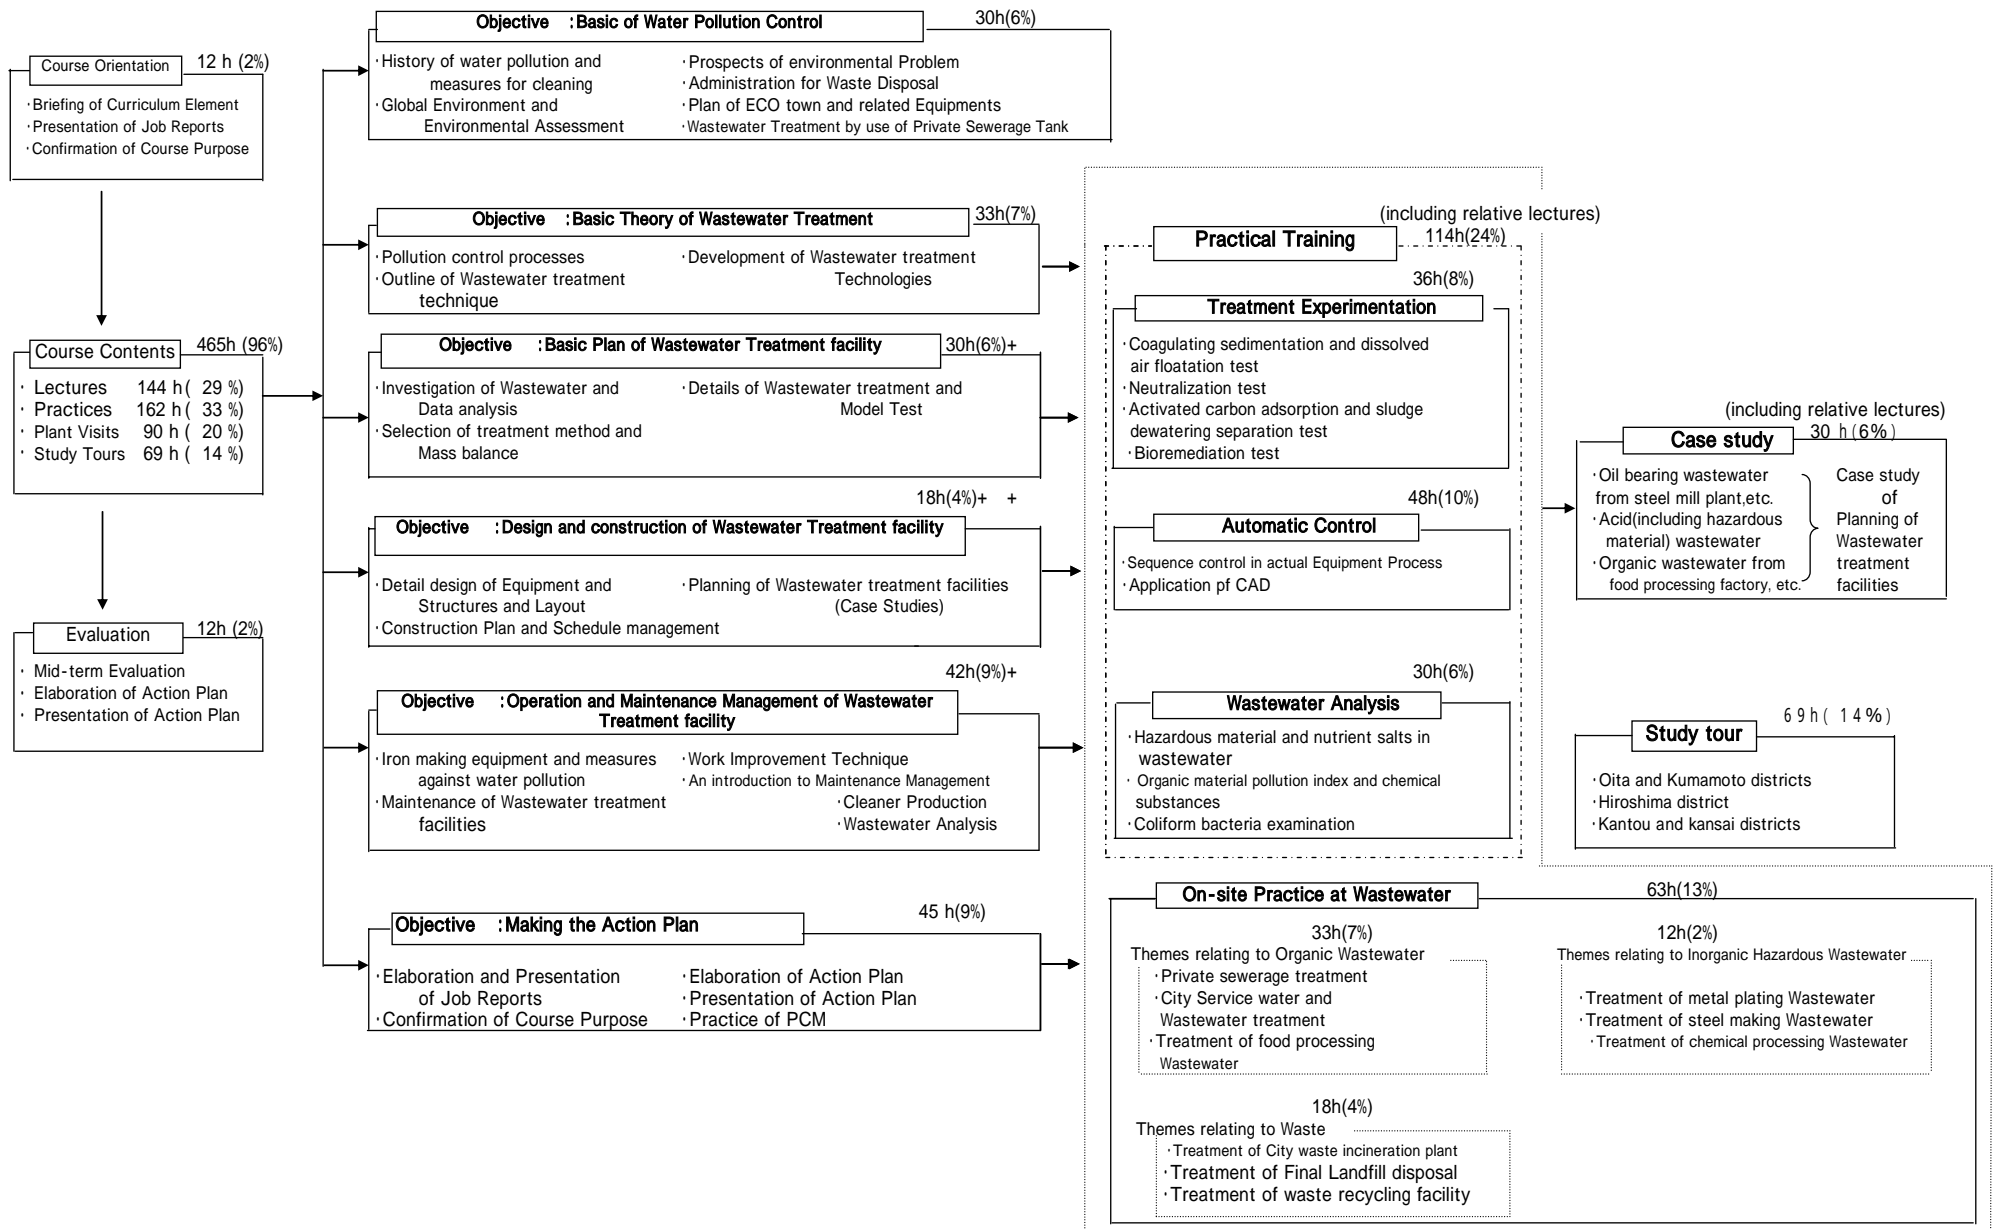 Course Orientation
12 h (2%)
·Briefing of Curriculum Element
·Presentation of Job Reports
·Confirmation of Course Purpose
Course Contents
465h (96%)
· Lectures 144 h ( 29 %)
· Practices 162 h ( 33 %)
· Plant Visits 90 h ( 20 %)
· Study Tours 69 h ( 14 %)
Evaluation
12h (2%)
· Mid-term Evaluation
· Elaboration of Action Plan
· Presentation of Action Plan
Objective :Basic of Water Pollution Control
30h(6%)
·History of water pollution and
measures for cleaning
·Global Environment and
Environmental Assessment
·Prospects of environmental Problem
·Administration for Waste Disposal
·Plan of ECO town and related Equipments
·Wastewater Treatment by use of Private Sewerage Tank
Objective :Basic Theory of Wastewater Treatment
33h(7%)
·Pollution control processes
·Outline of Wastewater treatment
technique
·Development of Wastewater treatment
Technologies
Objective :Basic Plan of Wastewater Treatment facility
30h(6%)+
·Investigation of Wastewater and
Data analysis
·Selection of treatment method and
Mass balance
·Details of Wastewater treatment and
Model Test
18h(4%)+ +
Objective :Design and construction of Wastewater Treatment facility
·Detail design of Equipment and
Structures and Layout
·Construction Plan and Schedule management
·Planning of Wastewater treatment facilities
(Case Studies)
42h(9%)+
Objective :Operation and Maintenance Management of Wastewater
Treatment facility
·Iron making equipment and measures
against water pollution
·Maintenance of Wastewater treatment
facilities
·Work Improvement Technique
·An introduction to Maintenance Management
·Cleaner Production
·Wastewater Analysis
45 h(9%)
Objective :Making the Action Plan
·Elaboration and Presentation
of Job Reports
·Confirmation of Course Purpose
·Elaboration of Action Plan
·Presentation of Action Plan
·Practice of PCM
(including relative lectures)
Practical Training
114h(24%)
36h(8%)
Treatment Experimentation
·Coagulating sedimentation and dissolved
air floatation test
·Neutralization test
·Activated carbon adsorption and sludge
dewatering separation test
·Bioremediation test
48h(10%)
Automatic Control
·Sequence control in actual Equipment Process
·Application pf CAD
30h(6%)
Wastewater Analysis
·Hazardous material and nutrient salts in
wastewater
· Organic material pollution index and chemical
substances
·Coliform bacteria examination
(including relative lectures)
Case study
30 h(6%)
·Oil bearing wastewater
from steel mill plant,etc.
·Acid(including hazardous
material) wastewater
·Organic wastewater from
food processing factory, etc.
Case study
of
Planning of
Wastewater
treatment
facilities
69h( 14%)
Study tour
·Oita and Kumamoto districts
·Hiroshima district
·Kantou and kansai districts
On-site Practice at Wastewater
63h(13%)
33h(7%)
Themes relating to Organic Wastewater
·Private sewerage treatment
·City Service water and
Wastewater treatment
·Treatment of food processing
Wastewater
12h(2%)
Themes relating to Inorganic Hazardous Wastewater
·Treatment of metal plating Wastewater
·Treatment of steel making Wastewater
·Treatment of chemical processing Wastewater
18h(4%)
Themes relating to Waste
·Treatment of City waste incineration plant
·Treatment of Final Landfill disposal
·Treatment of waste recycling facility